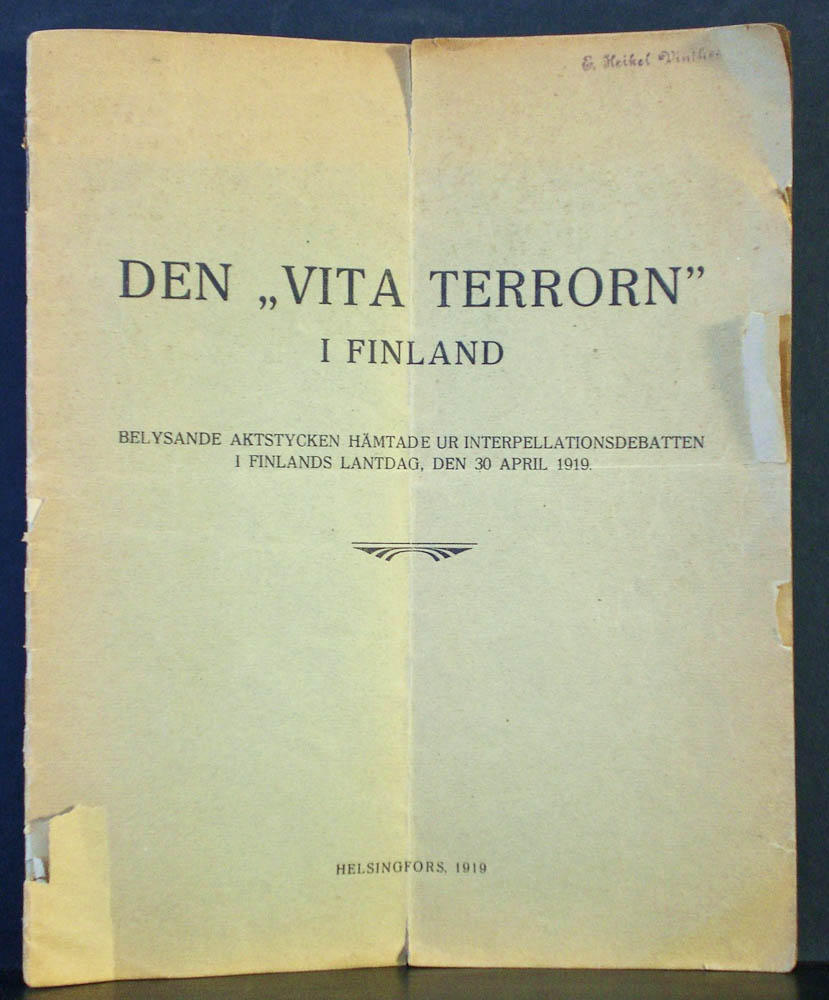 E. Heikel
DEN „VITA TERRORN”
I FINLAND
BELYSANDE AKTSTYCKEN HÄMTADE UR INTERPELLATIONSDEBATTEN
I FINLANDS LANTDAG, DEN 30 APRIL 1919.
HELSINGFORS, 1919